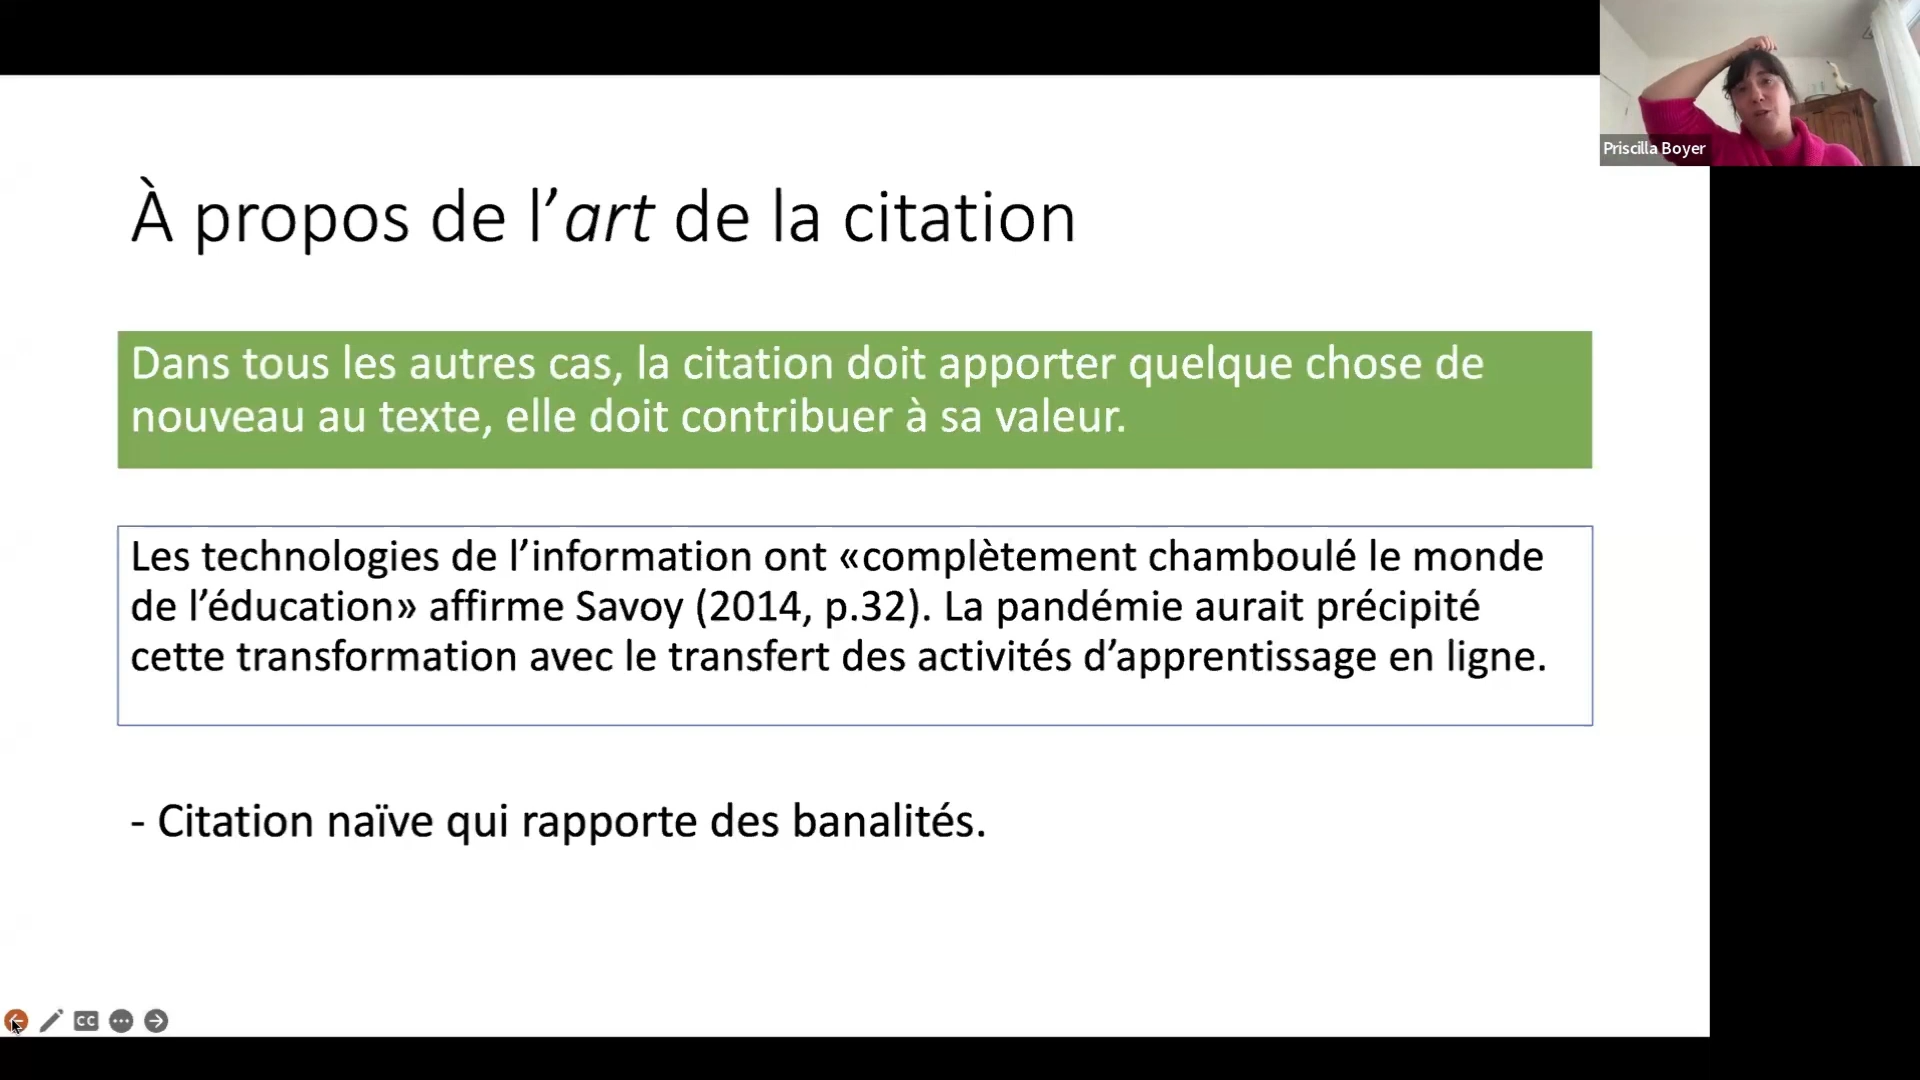 Priscilla Boyer
À propos de l’art de la citation
Dans tous les autres cas, la citation doit apporter quelque chose de
nouveau au texte, elle doit contribuer à sa valeur.
Les technologies de l’information ont «complètement chamboulé le monde
de l’éducation» affirme Savoy (2014, p.32). La pandémie aurait précipité
cette transformation avec le transfert des activités d’apprentissage en ligne.
- Citation naïve qui rapporte des banalités.
CC